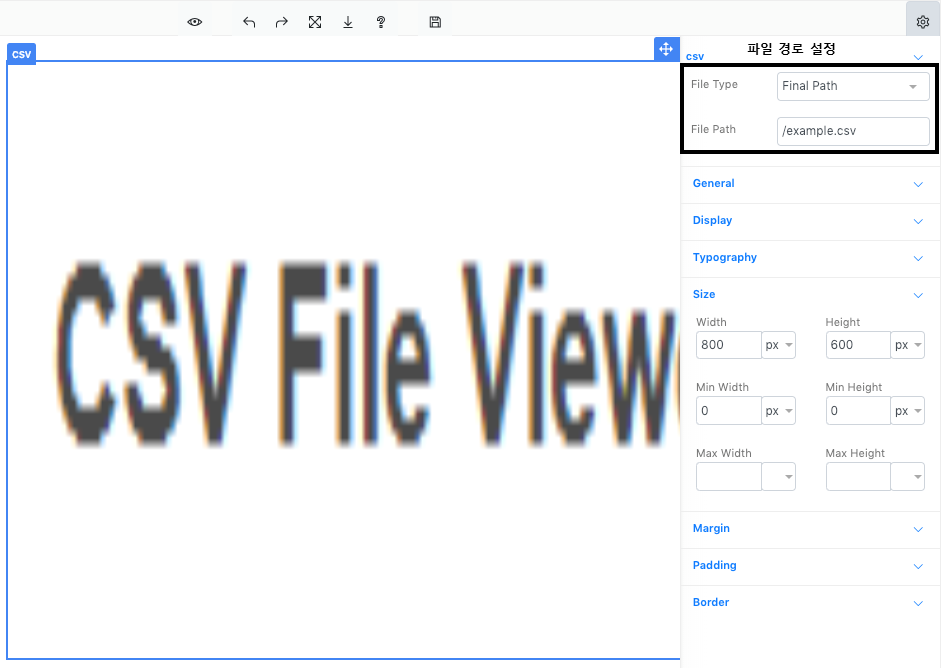 CSV
csv
파일 경로 설정
File Type
Final Path
File Path
/example.csv
CSV File Viewe
General
Display
Typography
Size
Width
Height
800 px
600 px
Min Width
Min Height
0 px
0 px
Max Width
Max Height
Margin
Padding
Border